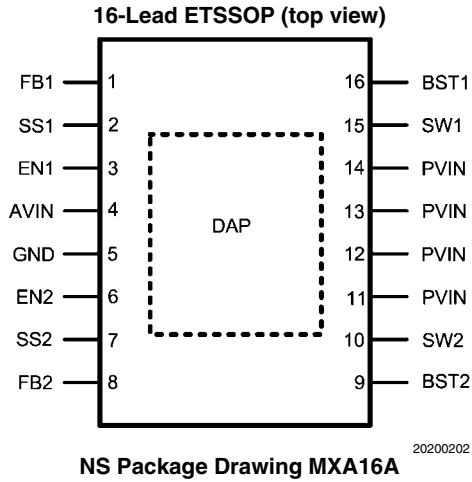 16-Lead ETSSOP (top view)
FB1 1 16 BST1
SS1 2 15 SW1
EN1 3 14 PVIN
AVIN 4 13 PVIN
DAP
GND 5 12 PVIN
EN2 6 11 PVIN
SS2 7 10 SW2
FB2 8 9 BST2
20200202
NS Package Drawing MXA16A